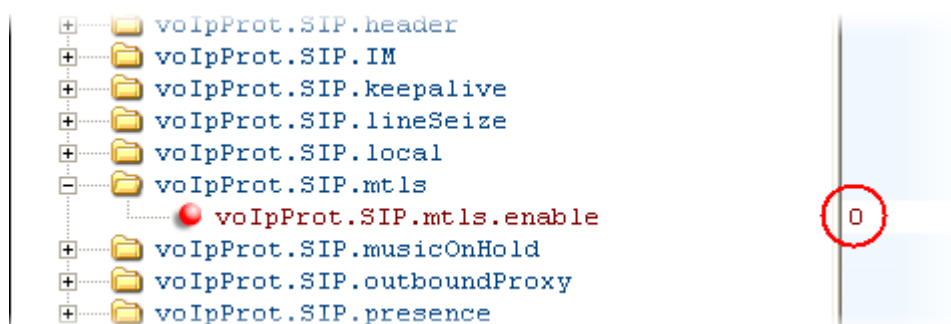 voIpProt.SIP.header
voIpProt.SIP.IM
voIpProt.SIP.keepalive
voIpProt.SIP.lineSeize
voIpProt.SIP.local
voIpProt.SIP.mtls
voIpProt.SIP.mtls.enable 0
voIpProt.SIP.musicOnHold
voIpProt.SIP.outboundProxy
voIpProt.SIP.presence